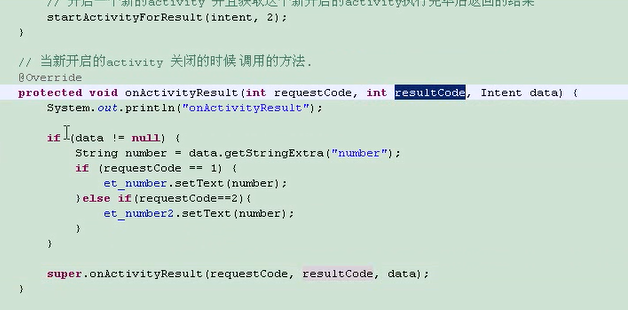 // 开启一个新的activity 并且获取这个新开启的activity执行完毕后返回的结果
startActivityForResult(intent, 2);
}
// 当新开启的activity 关闭的时候 调用的方法.
@Override
protected void onActivityResult(int requestCode, int resultCode, Intent data) {
System.out.println("onActivityResult");
if (data != null) {
String number = data.getStringExtra("number");
if (requestCode == 1) {
et_number.setText(number);
}else if(requestCode==2){
et_number2.setText(number);
}
}
super.onActivityResult(requestCode, resultCode, data);
}